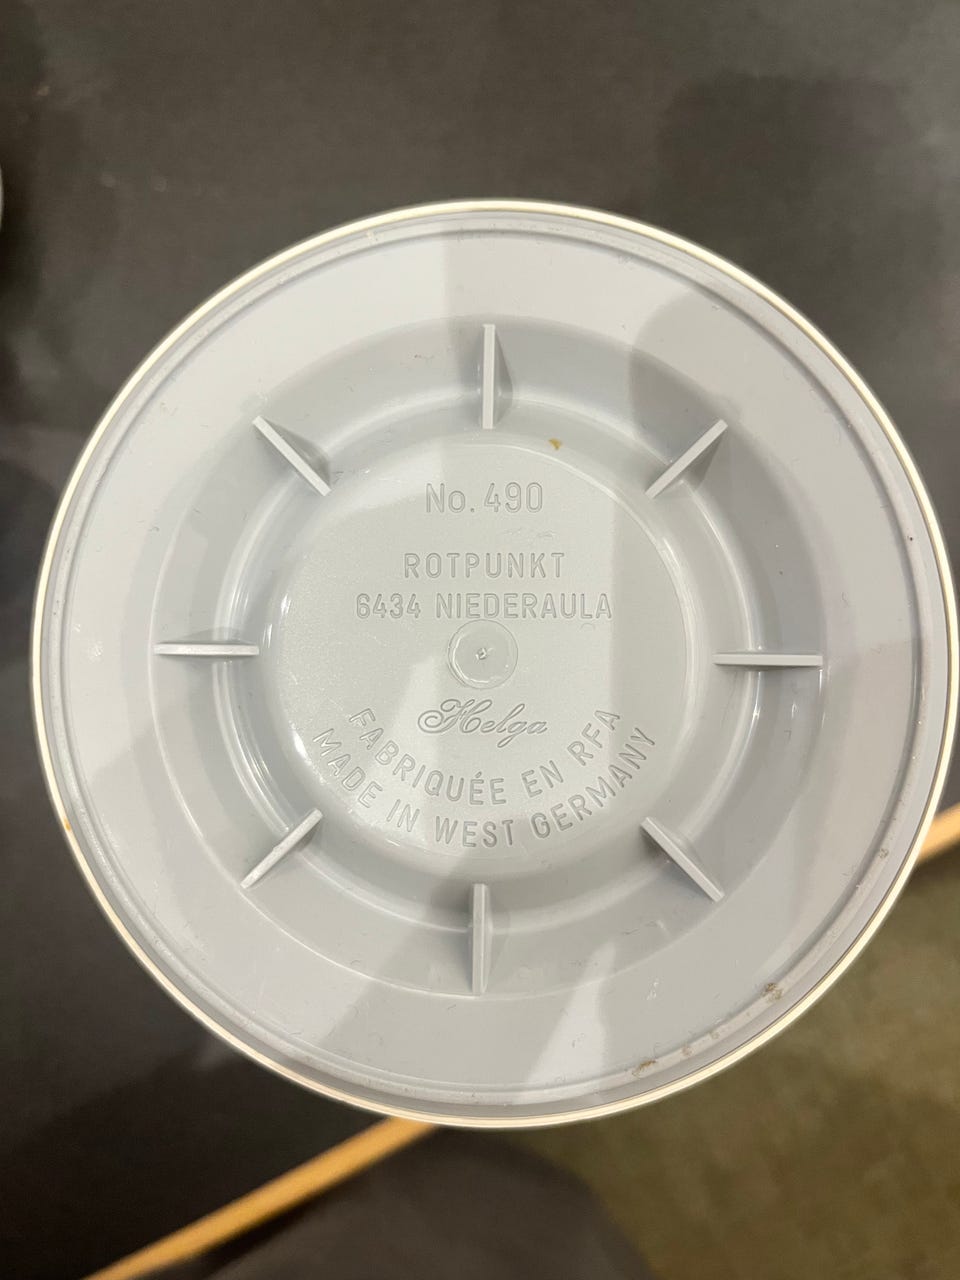 No. 490
ROTPUNKT
6434 NIEDERAULA
Helga
FABRIQUÉE EN RFA
MADE IN WEST GERMANY